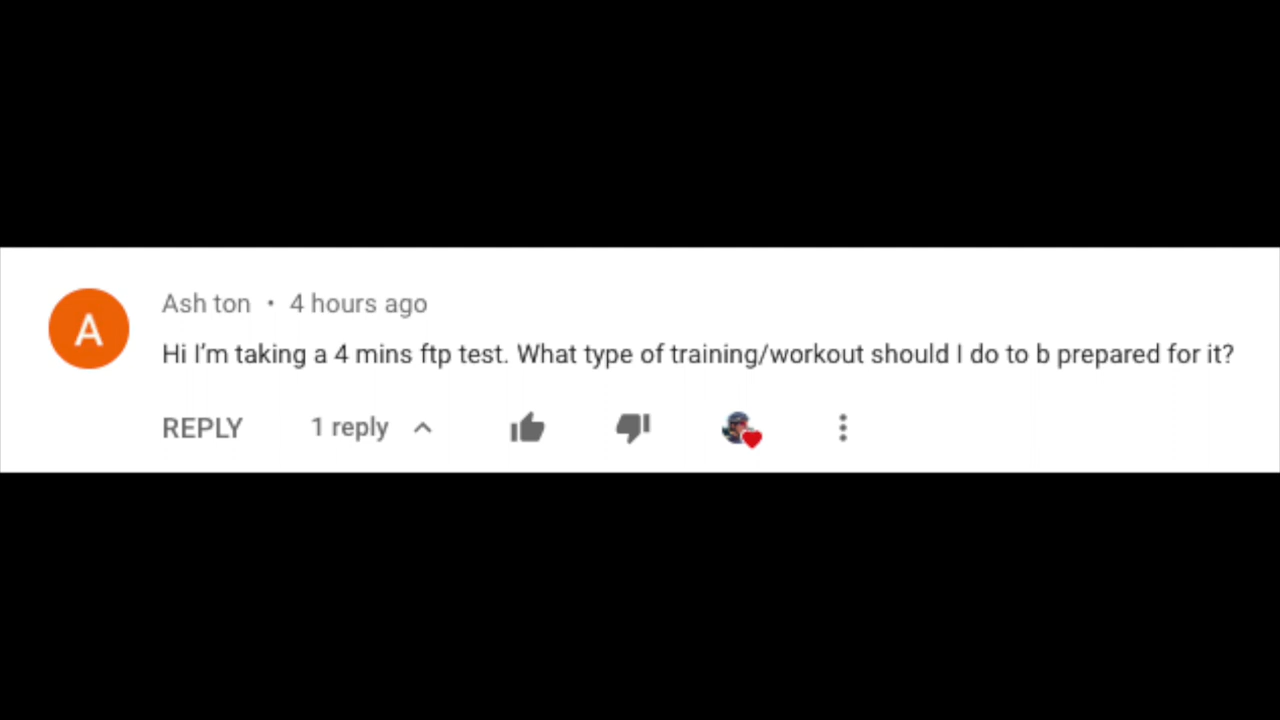 A
Ash ton • 4 hours ago
Hi I'm taking a 4 mins ftp test. What type of training/workout should I do to b prepared for it?
REPLY 1 reply